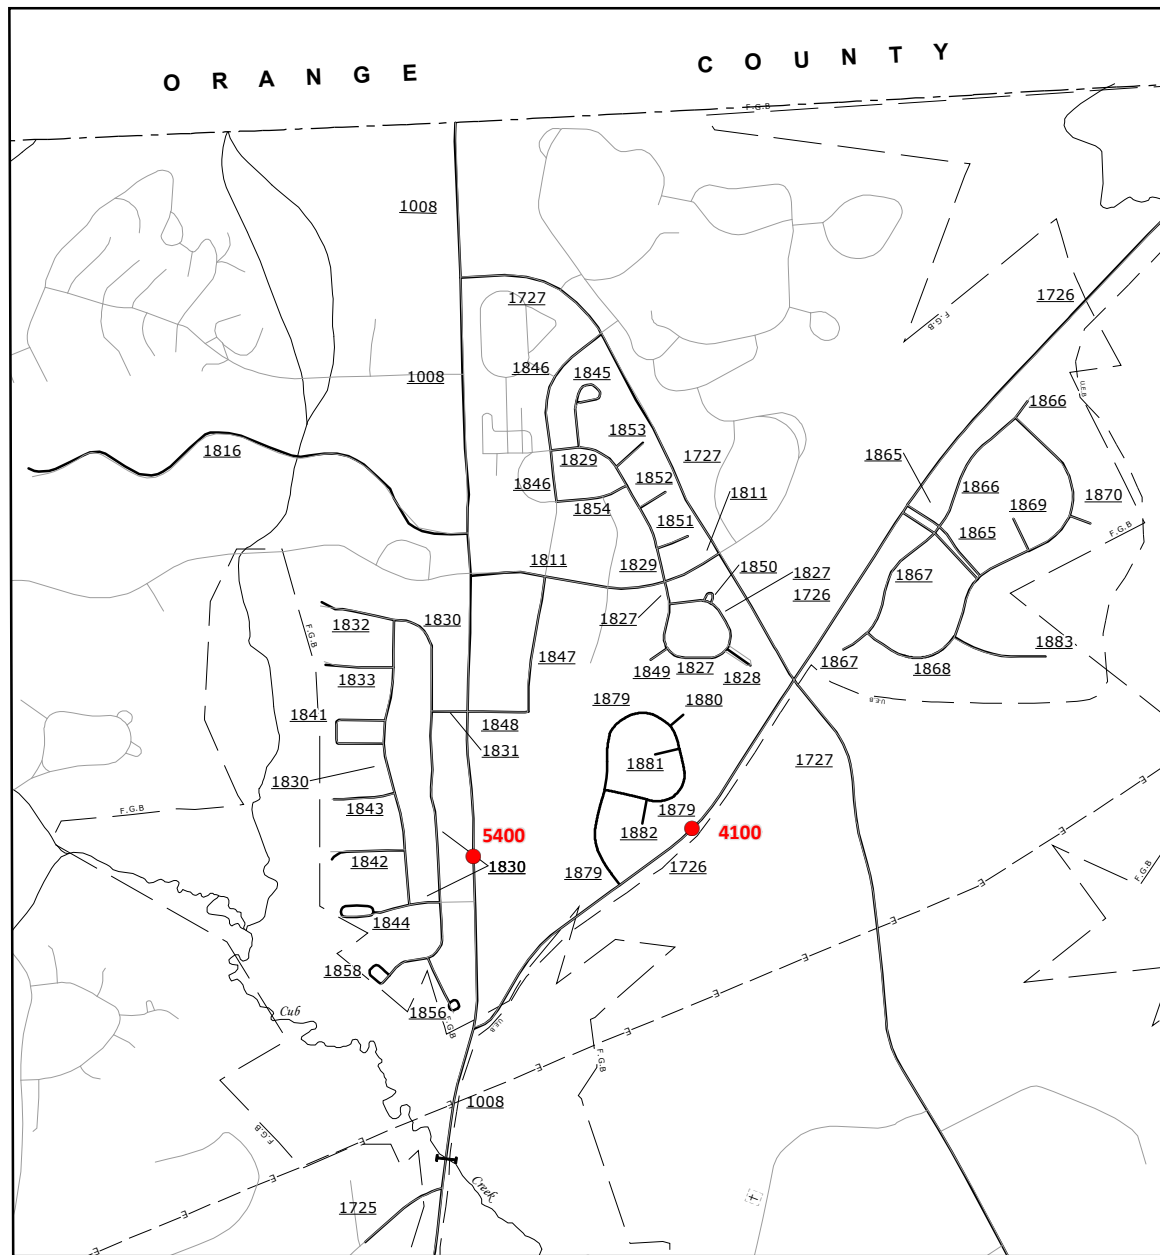 ORANGE COUNTY
F.G.B
1008
1726
1727
F.G.B
1846
1845
1008
U.E.B
1866
1853
1816
1829
1727
1865
1852
1846
1866
1811
1870
1854
1869
1851
F.G.B
1865
1811
1829
1850
1827
1867
1726
1830
1832
F.G.B
1827
1883
1847
1867
1833
1849
1827
1828
1868
1879
1880
U.E.B
1841
1848
1831
1881
1727
1830
1843
F.G.B
1879
E
5400
1882
4100
E
1842
1830
1879
1726
F.G.B
E
1844
E
1858
E
E
1856
Cub
F.G.B
U.E.B
E
F.G.B
E
1008
E
F.G.B
E
Creek
1725
E
E